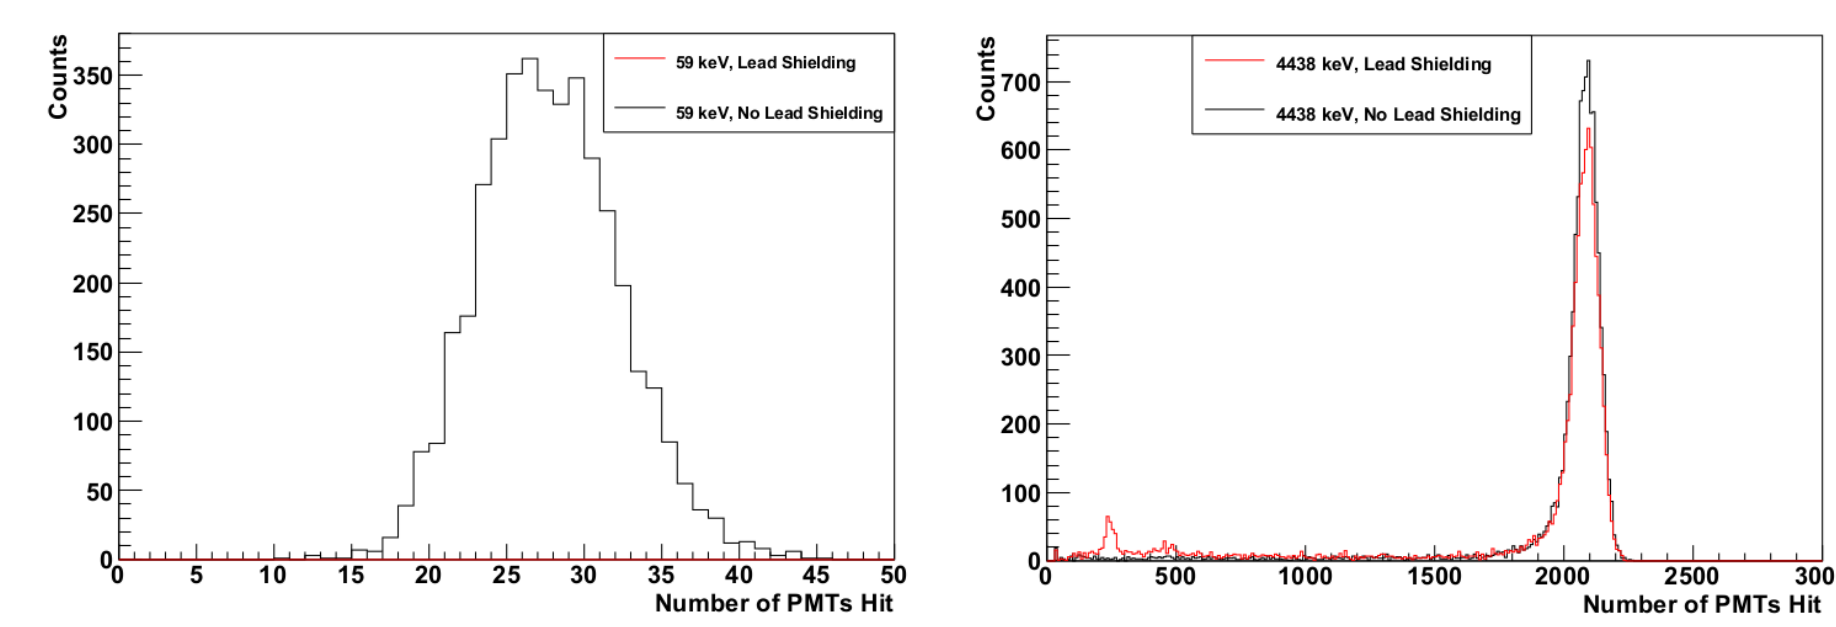 Counts
350
300
250
200
150
100
50
0
0 5 10 15 20 25 30 35 40 45 50
Number of PMTs Hit
59 keV, Lead Shielding
59 keV, No Lead Shielding
Counts
700
600
500
400
300
200
100
0
0 500 1000 1500 2000 2500 300
Number of PMTs Hit
4438 keV, Lead Shielding
4438 keV, No Lead Shielding